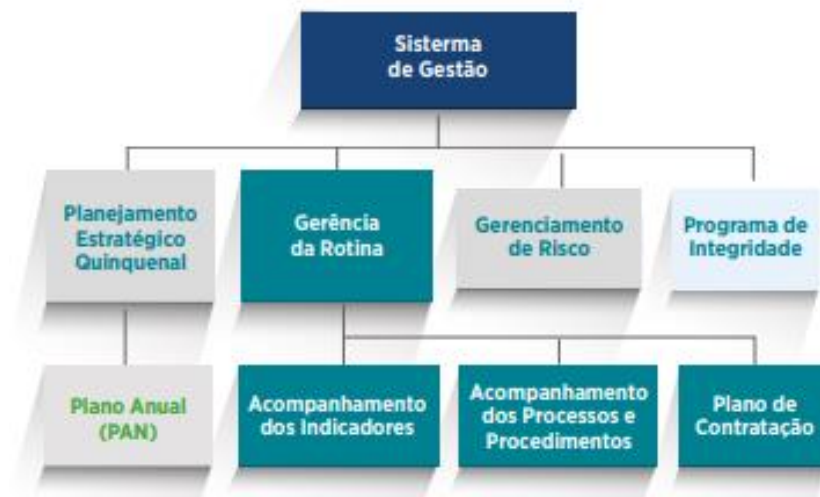 Sisterma
de Gestão
Planejamento
Estratégico
Quinquenal
Gerência
da Rotina
Gerenciamento
de Risco
Programa de
Integridade
Plano Anual
(PAN)
Acompanhamento
dos Indicadores
Acompanhamento
dos Processos e
Procedimentos
Plano de
Contratação